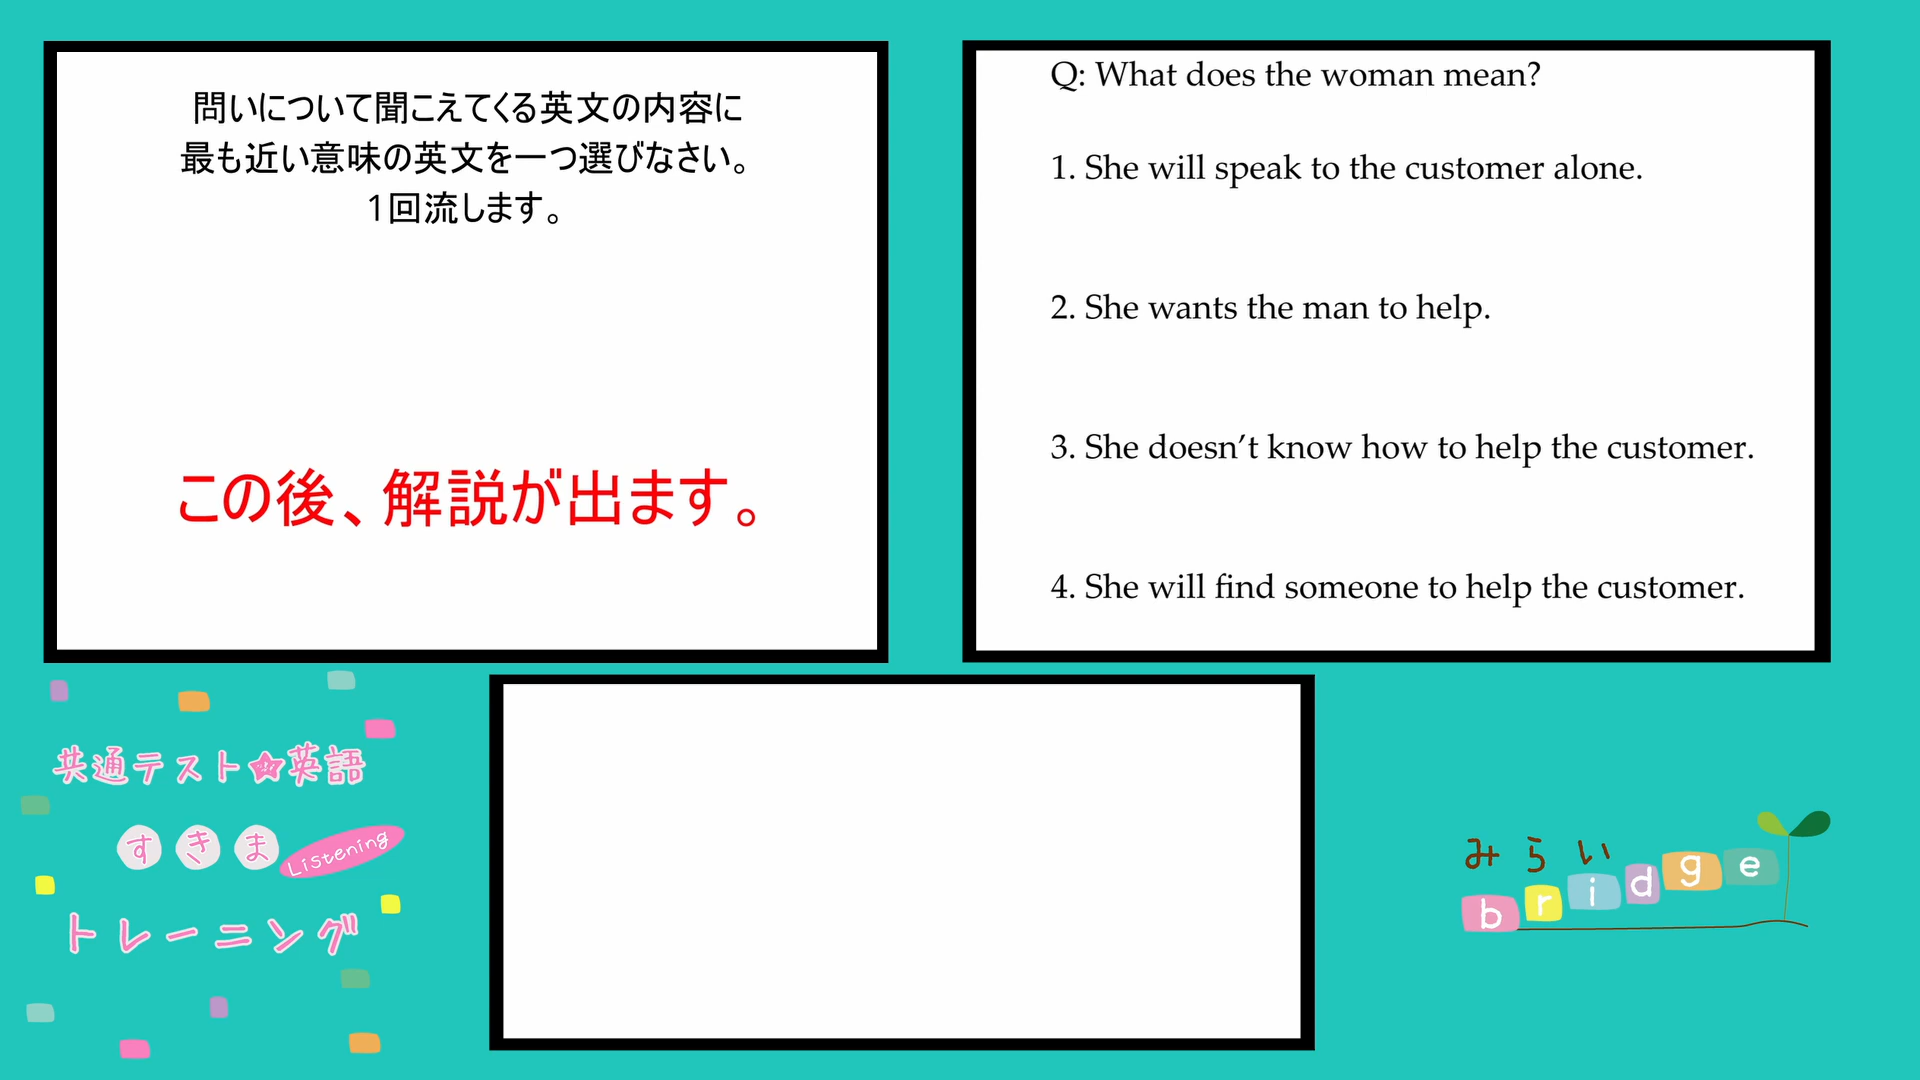 問いについて聞こえてくる英文の内容に
最も近い意味の英文を一つ選びなさい。
1回流します。
この後、解説が出ます。
Q: What does the woman mean?
1. She will speak to the customer alone.
2. She wants the man to help.
3. She doesn’t know how to help the customer.
4. She will find someone to help the customer.
共通テスト★英語
すきま Listening
トレーニング
みらい
bridge